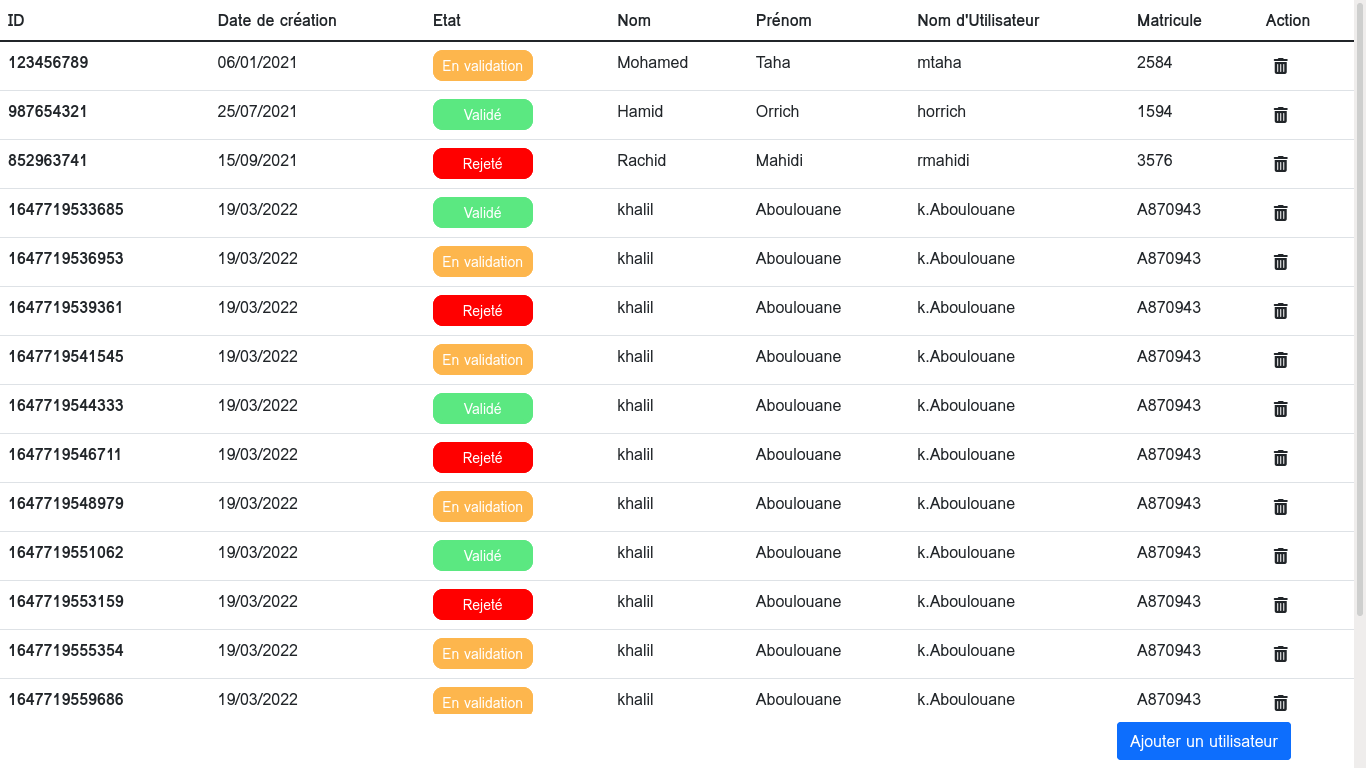 ID Date de création Etat Nom Prénom Nom d'Utilisateur Matricule Action
123456789 06/01/2021 En validation Mohamed Taha mtaha 2584
987654321 25/07/2021 Validé Hamid Orrich horrich 1594
852963741 15/09/2021 Rejeté Rachid Mahidi rmahidi 3576
1647719533685 19/03/2022 Validé khalil Aboulouane k.Aboulouane A870943
1647719536953 19/03/2022 En validation khalil Aboulouane k.Aboulouane A870943
1647719539361 19/03/2022 Rejeté khalil Aboulouane k.Aboulouane A870943
1647719541545 19/03/2022 En validation khalil Aboulouane k.Aboulouane A870943
1647719544333 19/03/2022 Validé khalil Aboulouane k.Aboulouane A870943
1647719546711 19/03/2022 Rejeté khalil Aboulouane k.Aboulouane A870943
1647719548979 19/03/2022 En validation khalil Aboulouane k.Aboulouane A870943
1647719551062 19/03/2022 Validé khalil Aboulouane k.Aboulouane A870943
1647719553159 19/03/2022 Rejeté khalil Aboulouane k.Aboulouane A870943
1647719555354 19/03/2022 En validation khalil Aboulouane k.Aboulouane A870943
1647719559686 19/03/2022 En validation khalil Aboulouane k.Aboulouane A870943
Ajouter un utilisateur